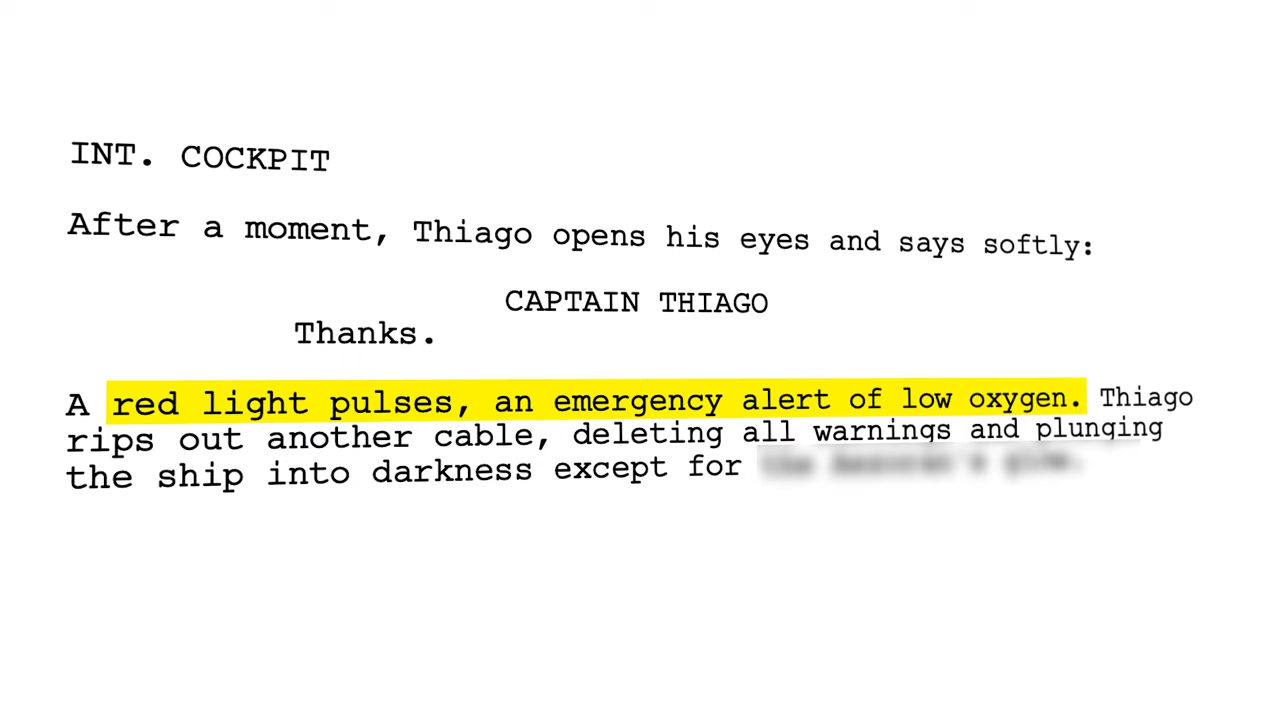 INT. COCKPIT
After a moment, Thiago opens his eyes and says softly:
CAPTAIN THIAGO
Thanks.
A red light pulses, an emergency alert of low oxygen. Thiago
rips out another cable, deleting all warnings and plunging
the ship into darkness except for